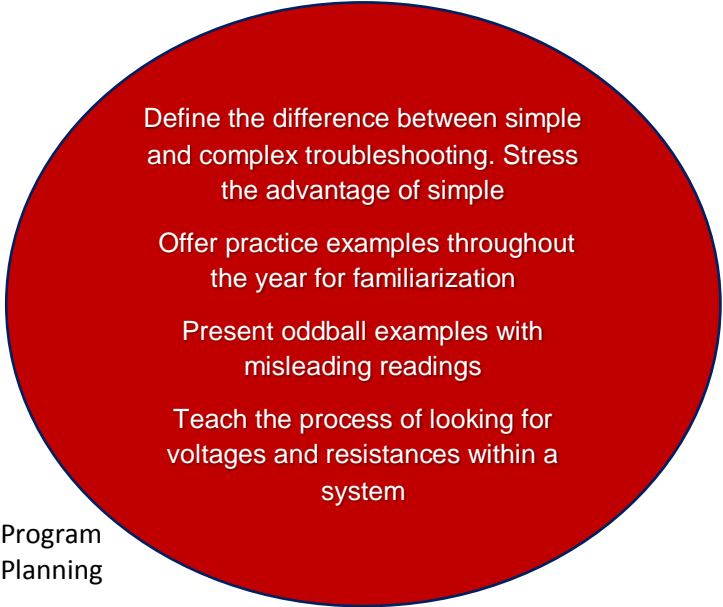 Define the difference between simple
and complex troubleshooting. Stress
the advantage of simple
Offer practice examples throughout
the year for familiarization
Present oddball examples with
misleading readings
Teach the process of looking for
voltages and resistances within a
system
Program
Planning